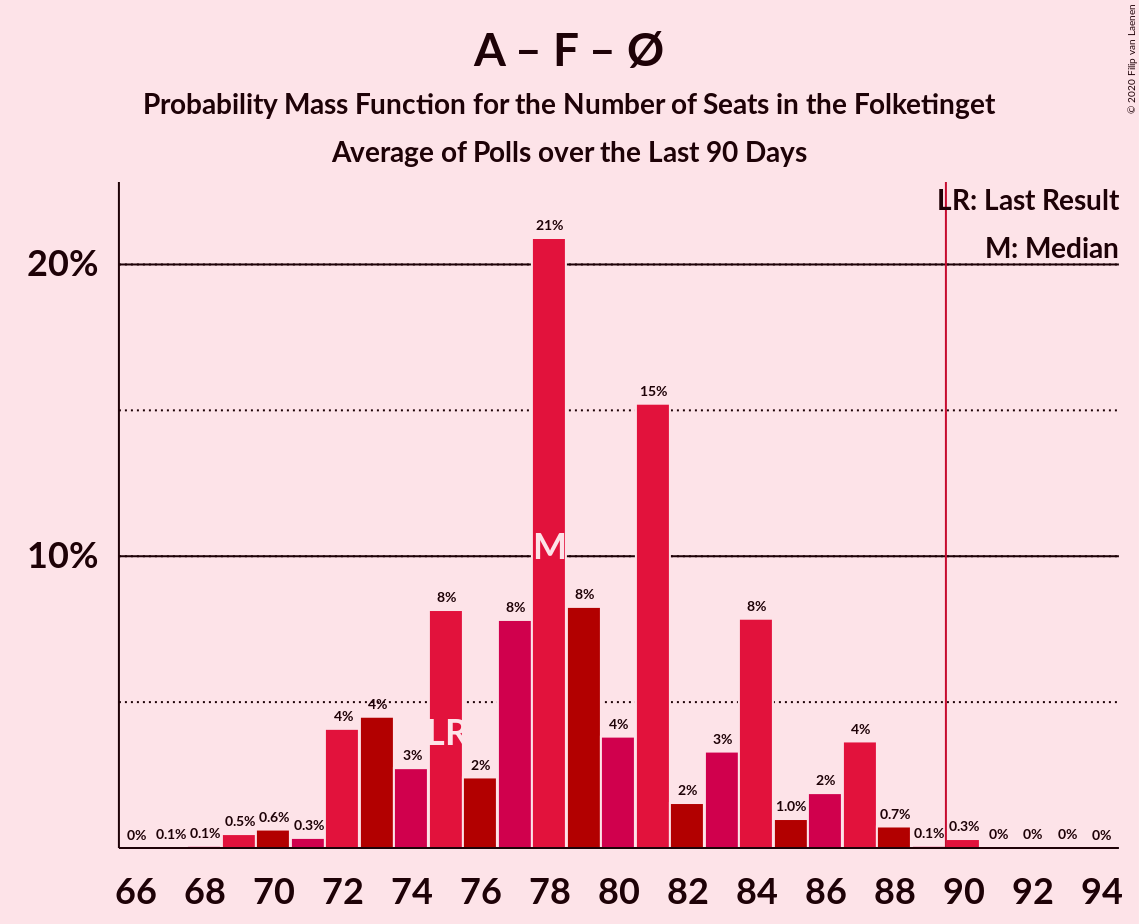 A – F – Ø
Probability Mass Function for the Number of Seats in the Folketinget
Average of Polls over the Last 90 Days
© 2020 Filip van Laenen
LR: Last Result
M: Median
20%
10%
0% 0.1% 0.1% 0.5% 0.6% 0.3% 4% 4% 3% 8% 2% 8% 21% 8% 4% 15% 2% 3% 8% 1.0% 2% 4% 0.7% 0.1% 0.3% 0% 0% 0% 0%
LR
M
66 68 70 72 74 76 78 80 82 84 86 88 90 92 94